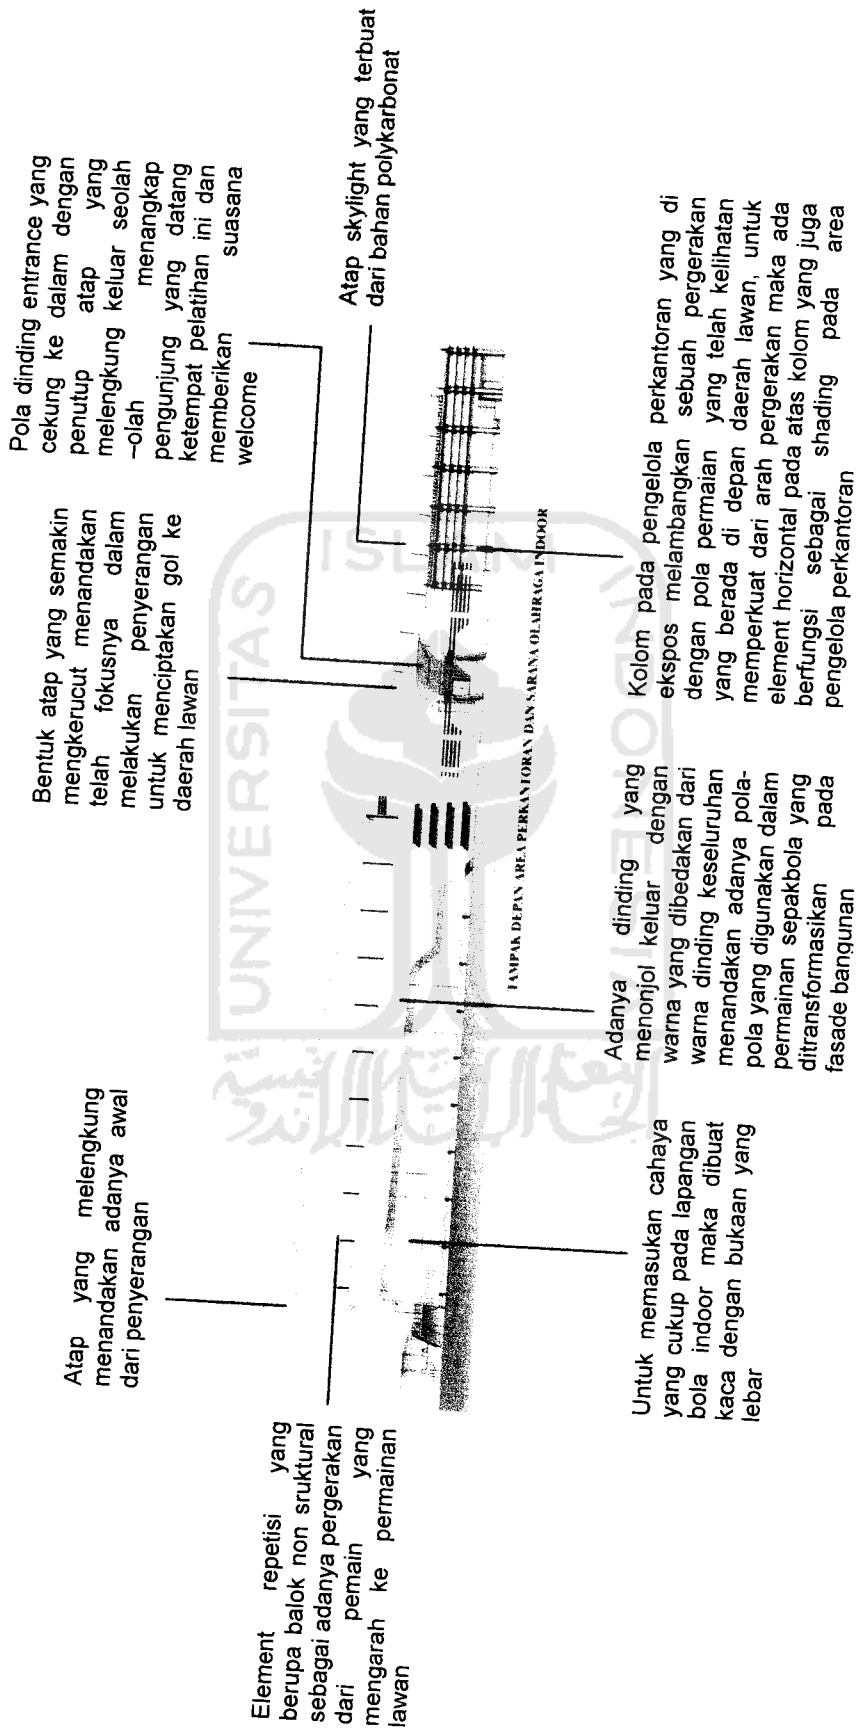 Element repetisi yang
berupa balok non sruktural
sebagai adanya pergerakan
dari pemain yang
mengarah ke permainan
lawan
Atap yang melengkung
menandakan adanya awal
dari penyerangan
Bentuk atap yang semakin
mengkerucut menandakan
telah fokusnya dalam
melakukan penyerangan
untuk menciptakan gol ke
daerah lawan
Pola dinding entrance yang
cekung ke dalam dengan
penutup atap yang
melengkung keluar seolah
–olah menangkap
pengunjung yang datang
ketempat pelatihan ini dan
memberikan suasana
welcome
Atap skylight yang terbuat
dari bahan polykarbonat
TAMPAK DEPAN AREA PERKANTORAN DAN SARANA OLAHRAGA INDOOR
Untuk memasukan cahaya
yang cukup pada lapangan
bola indoor maka dibuat
kaca dengan bukaan yang
lebar
Adanya dinding yang
menonjol keluar dengan
warna yang dibedakan dari
warna dinding keseluruhan
menandakan adanya pola-
pola yang digunakan dalam
permainan sepakbola yang
ditransformasikan pada
fasade bangunan
Kolom pada pengelola perkantoran yang di
ekspos melambangkan sebuah pergerakan
dengan pola permaian yang telah kelihatan
yang berada di depan daerah lawan, untuk
memperkuat dari arah pergerakan maka ada
element horizontal pada atas kolom yang juga
berfungsi sebagai shading pada area
pengelola perkantoran
UNIVERSITAS
ISLAM
INDONESIA